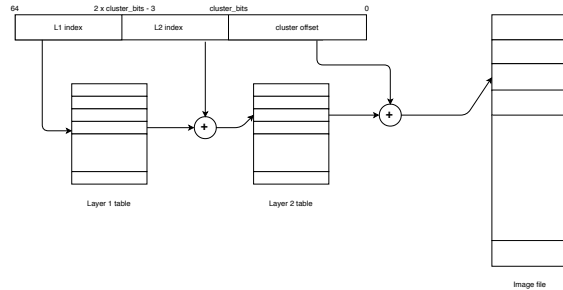 64 2 x cluster_bits - 3 cluster_bits 0
L1 index L2 index cluster offset
+
+
Layer 1 table Layer 2 table
Image file